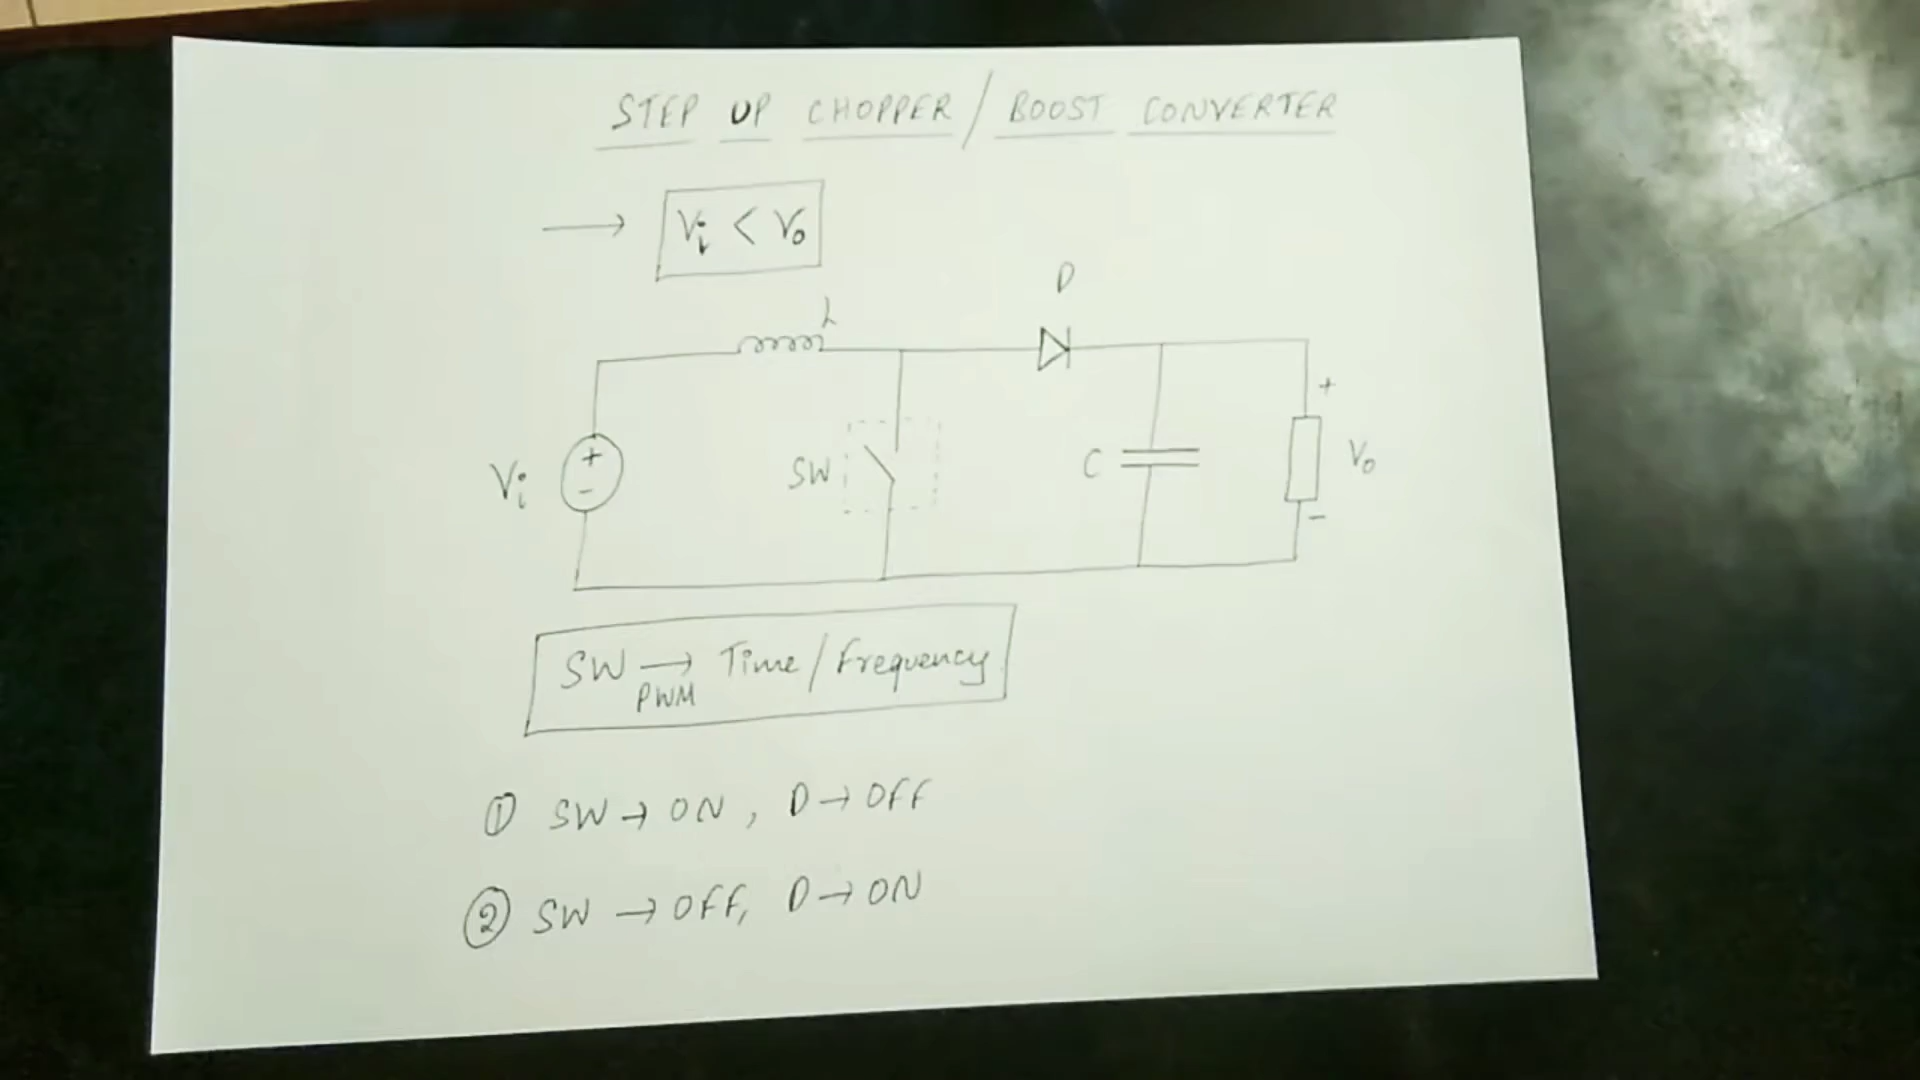 STEP UP CHOPPER / BOOST CONVERTER
→ Vi < Vo
D
L
+
Vi + - SW C Vo
-
SW → Time / Frequency
PWM
① SW → ON, D → OFF
② SW → OFF, D → ON